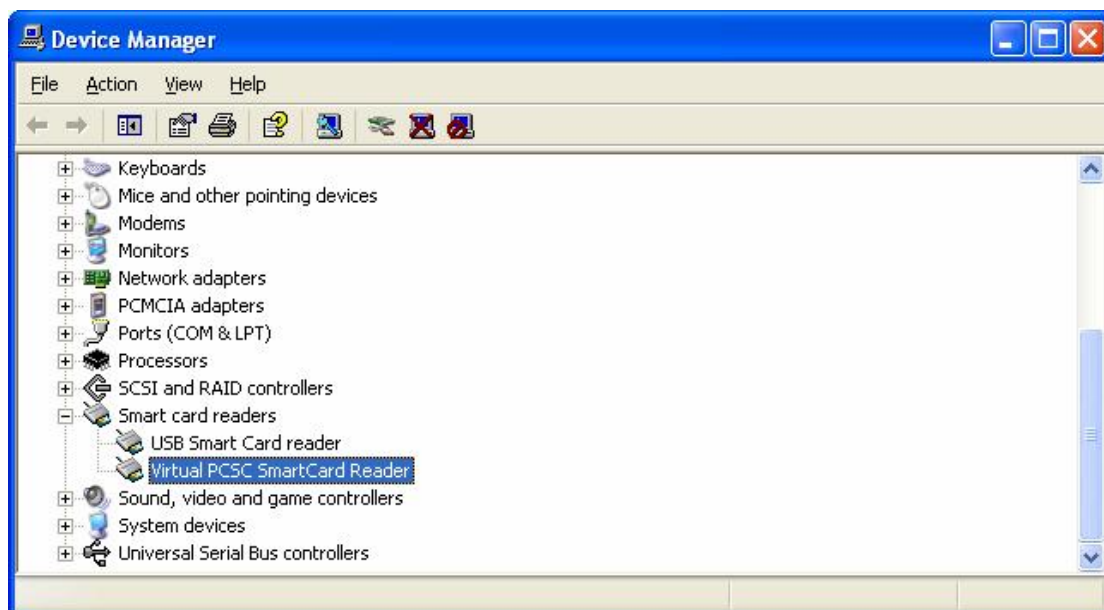 Device Manager
File Action View Help
Keyboards
Mice and other pointing devices
Modems
Monitors
Network adapters
PCMCIA adapters
Ports (COM & LPT)
Processors
SCSI and RAID controllers
Smart card readers
USB Smart Card reader
Virtual PCSC SmartCard Reader
Sound, video and game controllers
System devices
Universal Serial Bus controllers